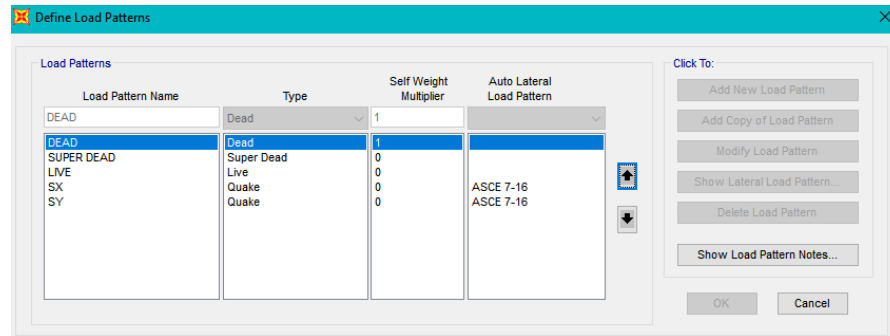 Define Load Patterns
Load Patterns
Click To:
Load Pattern Name Type Self Weight Multiplier Auto Lateral Load Pattern
DEAD Dead 1
DEAD Dead 1
SUPER DEAD Super Dead 0
LIVE Live 0
SX Quake 0 ASCE 7-16
SY Quake 0 ASCE 7-16
Add New Load Pattern
Add Copy of Load Pattern
Modify Load Pattern
Show Lateral Load Pattern...
Delete Load Pattern
Show Load Pattern Notes...
OK Cancel